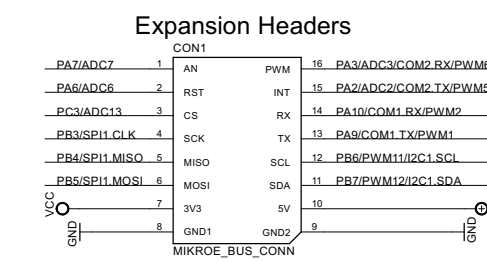 Expansion Headers
CON1
PA7/ADC7 1 AN PWM 16 PA3/ADC3/COM2.RX/PWM6
PA6/ADC6 2 RST INT 15 PA2/ADC2/COM2.TX/PWM5
PC3/ADC13 3 CS RX 14 PA10/COM1.RX/PWM2
PB3/SPI1.CLK 4 SCK TX 13 PA9/COM1.TX/PWM1
PB4/SPI1.MISO 5 MISO SCL 12 PB6/PWM11/I2C1.SCL
PB5/SPI1.MOSI 6 MOSI SDA 11 PB7/PWM12/I2C1.SDA
VCC 7 3V3 5V 10
GND 8 GND1 GND2 9 GND
MIKROE_BUS_CONN